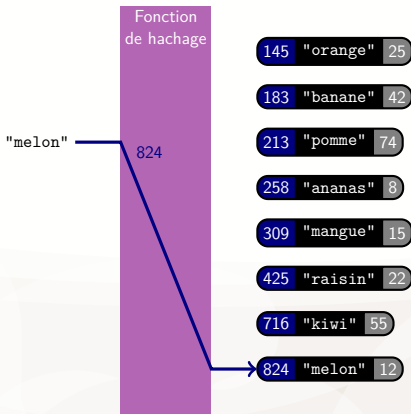 Fonction
de hachage
145 "orange" 25
183 "banane" 42
"melon"
824
213 "pomme" 74
258 "ananas" 8
309 "mangue" 15
425 "raisin" 22
716 "kiwi" 55
824 "melon" 12